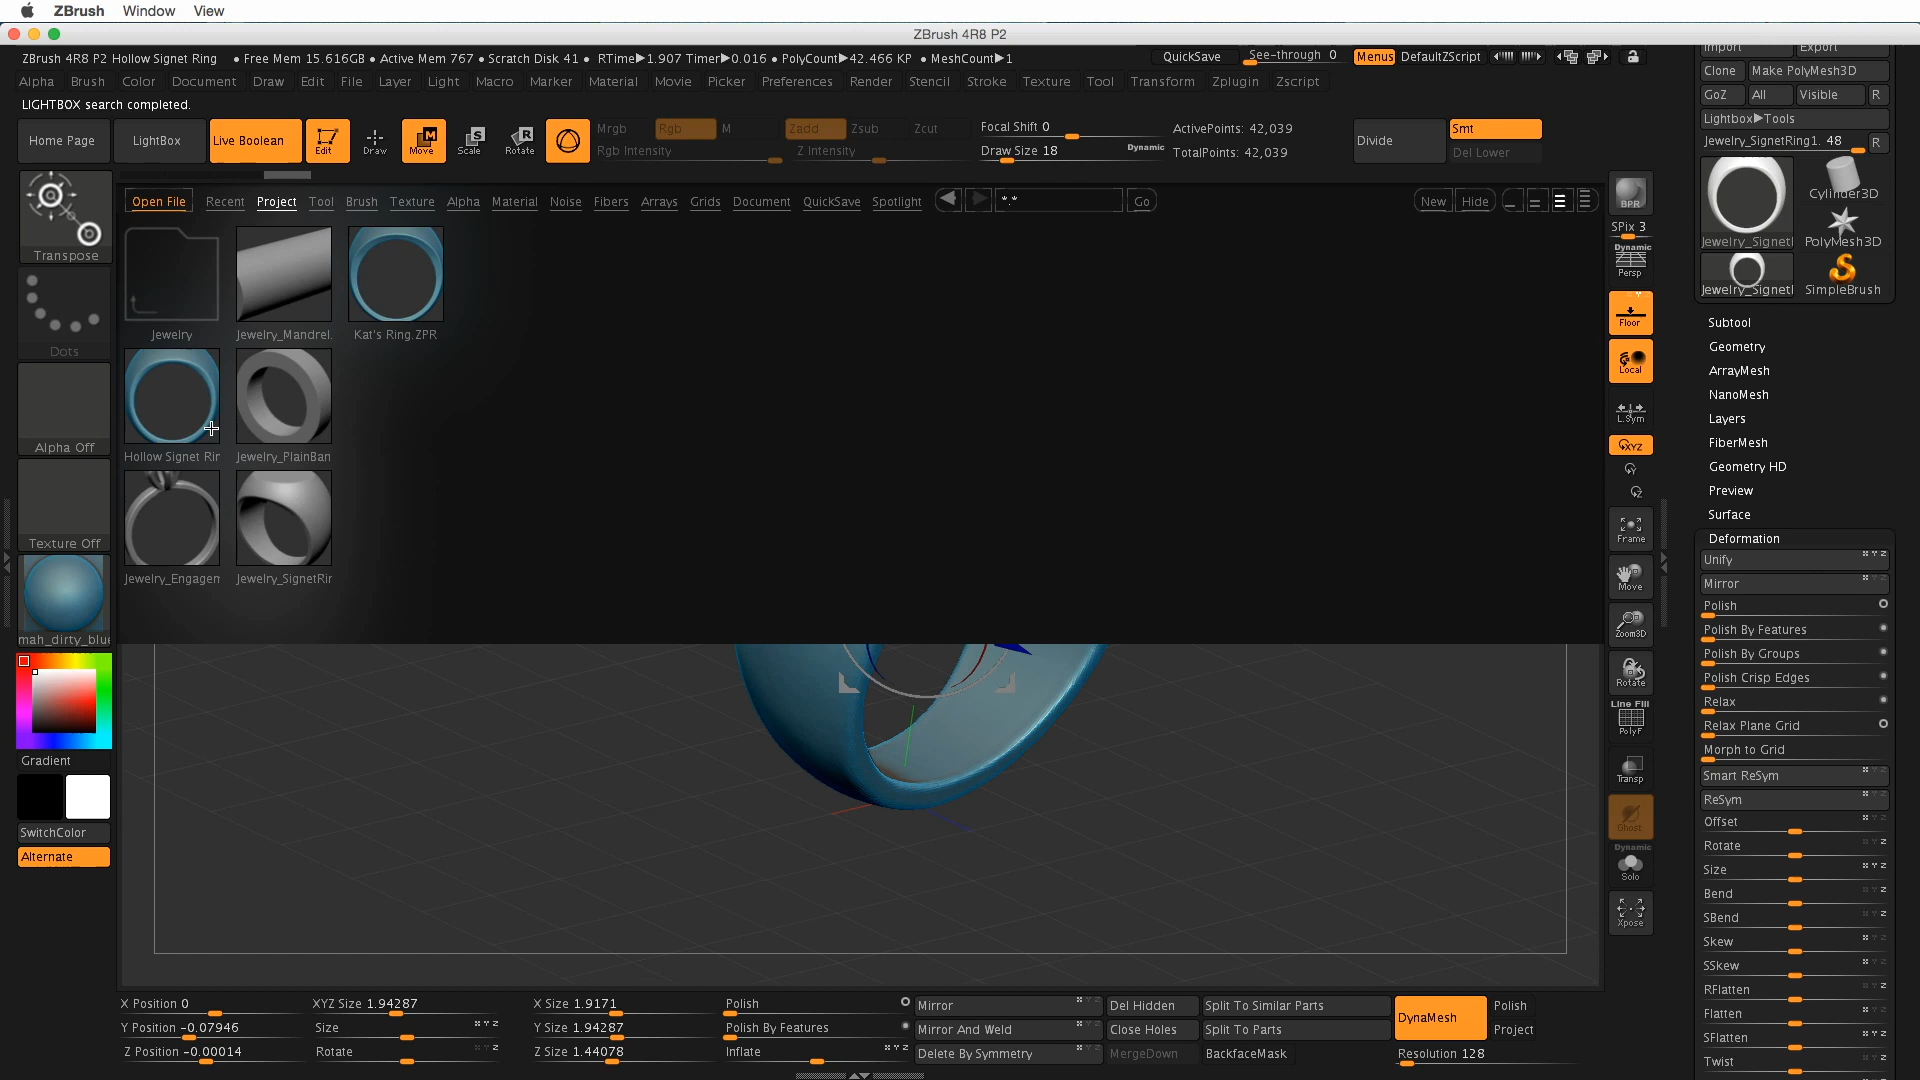 ZBrush Window View
ZBrush 4R8 P2
ZBrush 4R8 P2 Hollow Signet Ring • Free Mem 15.616GB • Active Mem 767 • Scratch Disk 41 • RTime▶1.907 Timer▶0.016 • PolyCount▶42.466 KP • MeshCount▶1 QuickSave See-through 0 Menus DefaultZScript
Import Export
Clone Make PolyMesh3D
Alpha Brush Color Document Draw Edit File Layer Light Macro Marker Material Movie Picker Preferences Render Stencil Stroke Texture Tool Transform Zplugin Zscript
GoZ All Visible R
LIGHTBOX search completed.
Lightbox▶Tools
Jewelry_SignetRing1. 48 R
Home Page LightBox Live Boolean Edit Draw Move Scale Rotate
M S R
Mrgb Rgb M Zadd Zsub Zcut Focal Shift 0 ActivePoints: 42,039 Divide Smt
Rgb Intensity Z Intensity Draw Size 18 Dynamic TotalPoints: 42,039 Del Lower
Open File Recent Project Tool Brush Texture Alpha Material Noise Fibers Arrays Grids Document QuickSave Spotlight *.* Go New Hide
Transpose
Dots
Alpha Off
Texture Off
mah_dirty_blu
Gradient
SwitchColor
Alternate
Jewelry Jewelry_Mandrel. Kat's Ring.ZPR
Hollow Signet Rin Jewelry_PlainBan
Jewelry_Engagen Jewelry_SignetRin
BPR
SPix 3
Dynamic
Persp
Floor
Local
L.Sym
XYZ
Y
Z
Frame
Move
Zoom3D
Rotate
Line Fill
PolyF
Transp
Ghost
Dynamic
Solo
Xpose
Cylinder3D
Jewelry_Signetl PolyMesh3D
Jewelry_Signetl SimpleBrush
Subtool
Geometry
ArrayMesh
NanoMesh
Layers
FiberMesh
Geometry HD
Preview
Surface
Deformation
Unify
Mirror
Polish
Polish By Features
Polish By Groups
Polish Crisp Edges
Relax
Relax Plane Grid
Morph to Grid
Smart ReSym
ReSym
Offset
Rotate
Size
Bend
SBend
Skew
SSkew
RFlatten
Flatten
SFlatten
Twist
X Position 0 XYZ Size 1.94287 X Size 1.9171 Polish Mirror Del Hidden Split To Similar Parts DynaMesh Polish
Y Position -0.07946 Size Y Size 1.94287 Polish By Features Mirror And Weld Close Holes Split To Parts Project
Z Position -0.00014 Rotate Z Size 1.44078 Inflate Delete By Symmetry MergeDown BackfaceMask Resolution 128